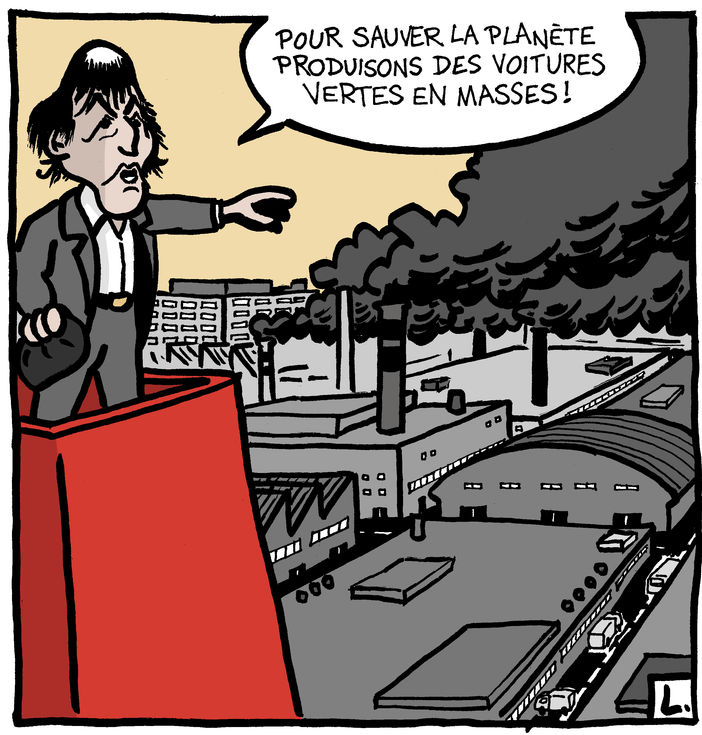 POUR SAUVER LA PLANÈTE
PRODUISONS DES VOITURES
VERTES EN MASSES !
L.